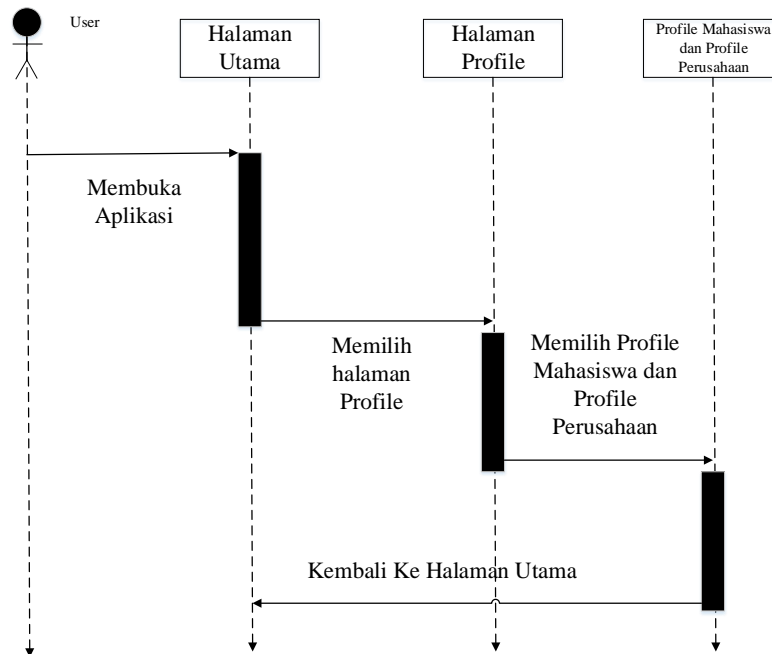 User
Halaman
Utama
Halaman
Profile
Profile Mahasiswa
dan Profile
Perusahaan
Membuka
Aplikasi
Memilih
halaman
Profile
Memilih Profile
Mahasiswa dan
Profile
Perusahaan
Kembali Ke Halaman Utama